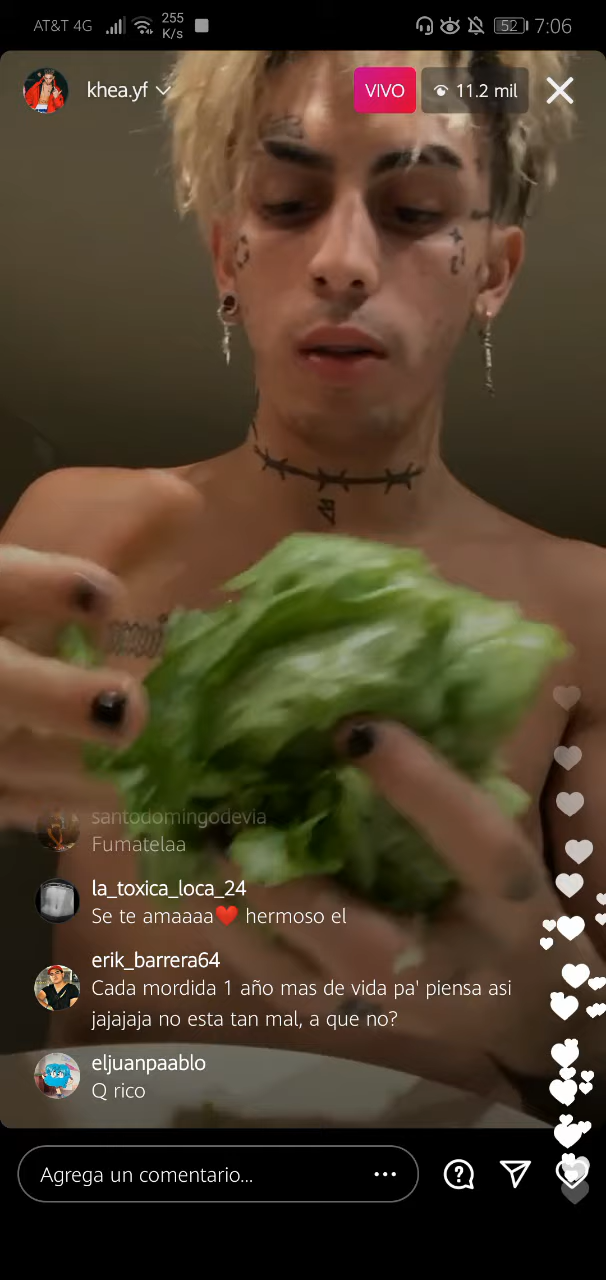 AT&T 4G 255 K/s 52 7:06
khea.yf VIVO 11.2 mil
santodomingodevia
Fumatelaa
la_toxica_loca_24
Se te amaaaa❤️ hermoso el
erik_barrera64
Cada mordida 1 año mas de vida pa' piensa asi
jajajaja no esta tan mal, a que no?
eljuanpaablo
Q rico
Agrega un comentario...